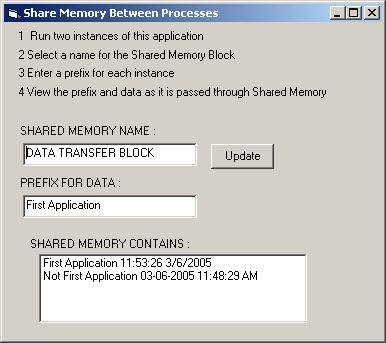 Share Memory Between Processes
1 Run two instances of this application
2 Select a name for the Shared Memory Block
3 Enter a prefix for each instance
4 View the prefix and data as it is passed through Shared Memory
SHARED MEMORY NAME :
DATA TRANSFER BLOCK
Update
PREFIX FOR DATA :
First Application
SHARED MEMORY CONTAINS :
First Application 11:53:26 3/6/2005
Not First Application 03-06-2005 11:48:29 AM